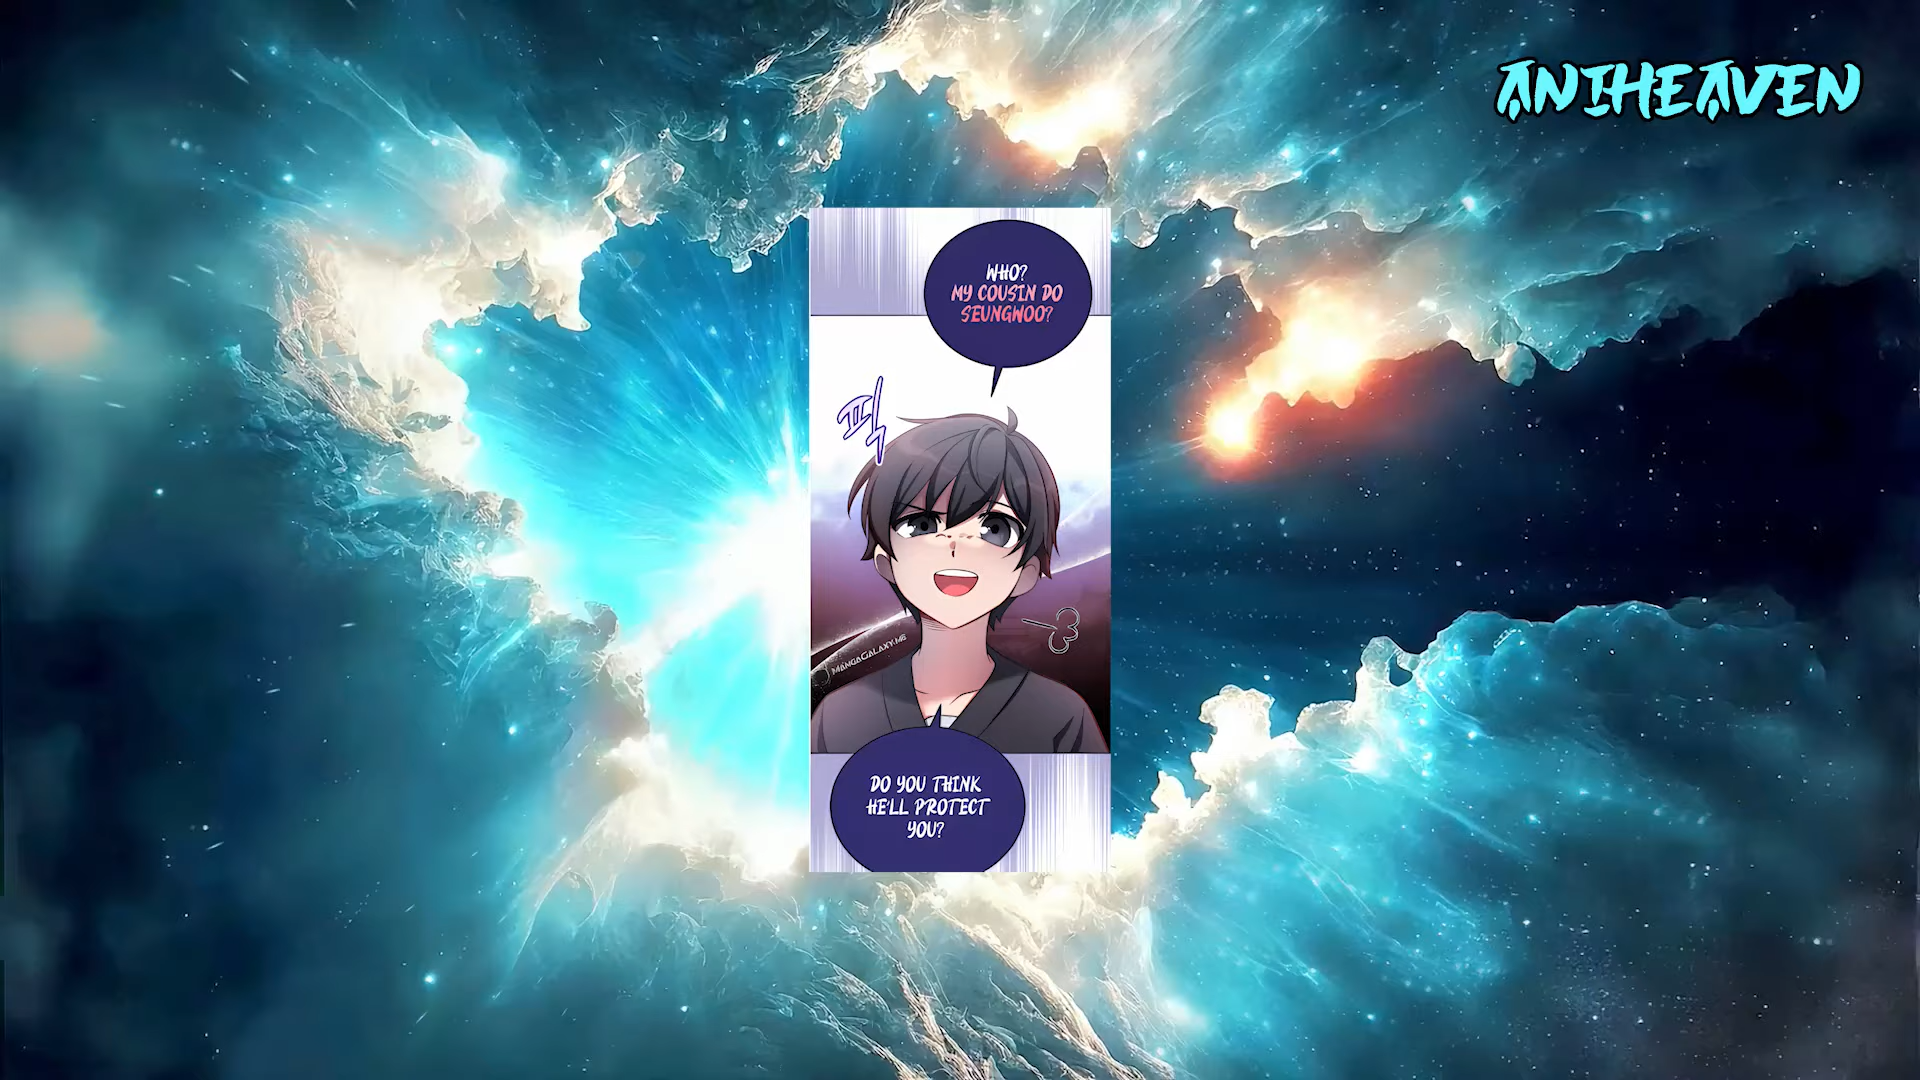 ANIHEAVEN
WHO?
MY COUSIN DO
SEUNGWOO?
픽
MANGAGALAXY.ME
DO YOU THINK
HE'LL PROTECT
YOU?